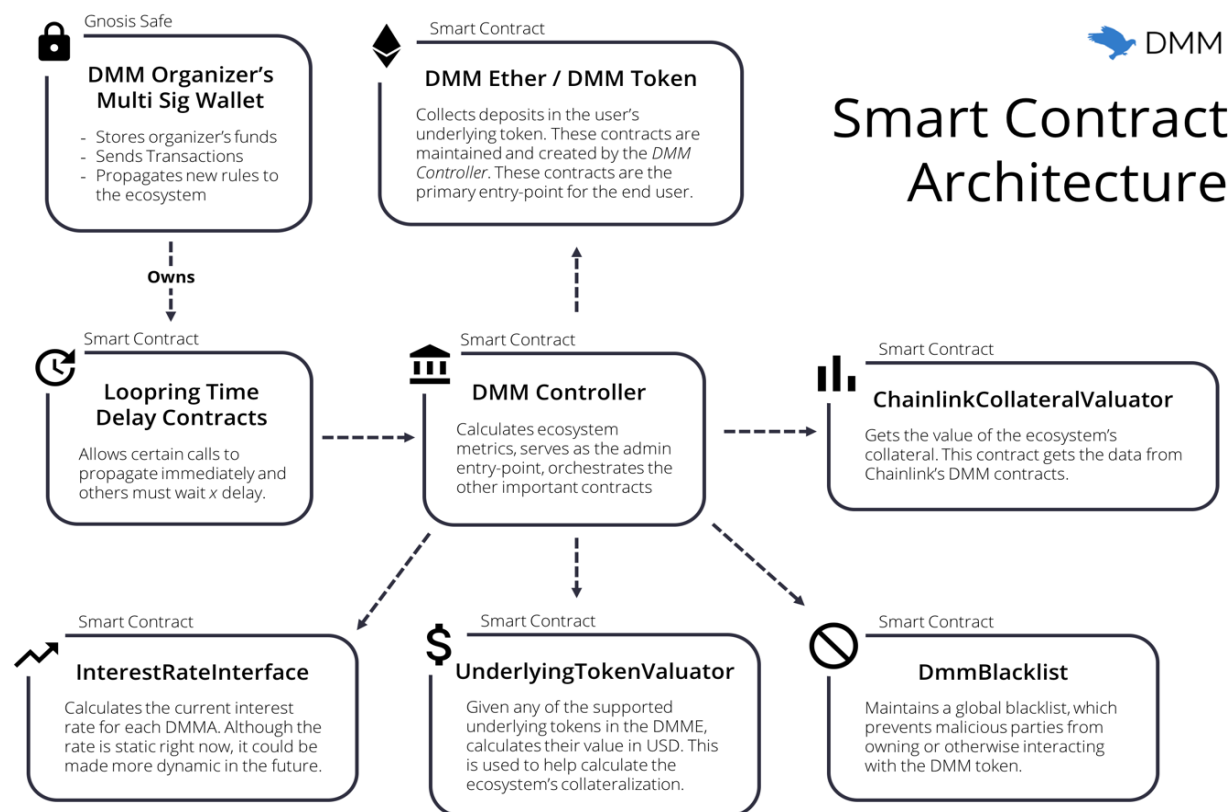 Gnosis Safe
DMM Organizer's
Multi Sig Wallet
- Stores organizer's funds
- Sends Transactions
- Propagates new rules to
the ecosystem
Smart Contract
DMM Ether / DMM Token
Collects deposits in the user's
underlying token. These contracts are
maintained and created by the DMM
Controller. These contracts are the
primary entry-point for the end user.
DMM
Smart Contract
Architecture
Owns
Smart Contract
Loopring Time
Delay Contracts
Allows certain calls to
propagate immediately and
others must wait x delay.
Smart Contract
DMM Controller
Calculates ecosystem
metrics, serves as the admin
entry-point, orchestrates the
other important contracts
Smart Contract
ChainlinkCollateralValuator
Gets the value of the ecosystem's
collateral. This contract gets the data from
Chainlink's DMM contracts.
Smart Contract
InterestRateInterface
Calculates the current interest
rate for each DMMA. Although the
rate is static right now, it could be
made more dynamic in the future.
Smart Contract
UnderlyingTokenValuator
Given any of the supported
underlying tokens in the DMME,
calculates their value in USD. This
is used to help calculate the
ecosystem's collateralization.
Smart Contract
DmmBlacklist
Maintains a global blacklist, which
prevents malicious parties from
owning or otherwise interacting
with the DMM token.